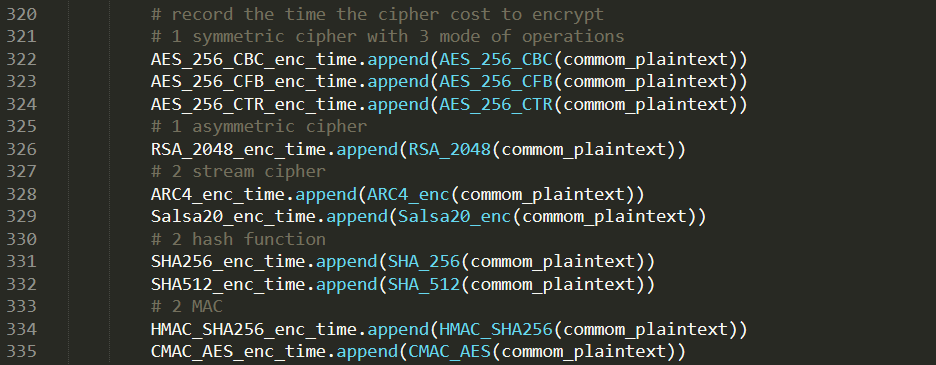 320 # record the time the cipher cost to encrypt
321 # 1 symmetric cipher with 3 mode of operations
322 AES_256_CBC_enc_time.append(AES_256_CBC(commom_plaintext))
323 AES_256_CFB_enc_time.append(AES_256_CFB(commom_plaintext))
324 AES_256_CTR_enc_time.append(AES_256_CTR(commom_plaintext))
325 # 1 asymmetric cipher
326 RSA_2048_enc_time.append(RSA_2048(commom_plaintext))
327 # 2 stream cipher
328 ARC4_enc_time.append(ARC4_enc(commom_plaintext))
329 Salsa20_enc_time.append(Salsa20_enc(commom_plaintext))
330 # 2 hash function
331 SHA256_enc_time.append(SHA_256(commom_plaintext))
332 SHA512_enc_time.append(SHA_512(commom_plaintext))
333 # 2 MAC
334 HMAC_SHA256_enc_time.append(HMAC_SHA256(commom_plaintext))
335 CMAC_AES_enc_time.append(CMAC_AES(commom_plaintext))